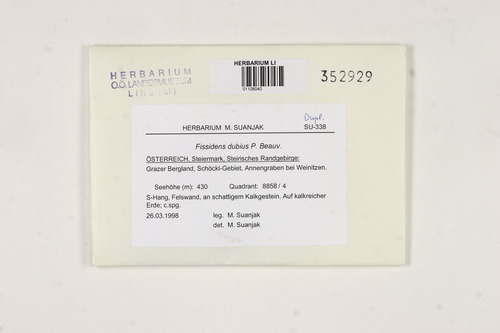 HERBARIUM
O.Ö. LANDESMUSEUM
LINZ
HERBARIUM LI
01108040
352929
Dupl.
HERBARIUM M. SUANJAK
SU-338
Fissidens dubius P. Beauv.
ÖSTERREICH, Steiermark, Steirisches Randgebirge:
Grazer Bergland, Schöckl-Gebiet, Annengraben bei Weinitzen.
Seehöhe (m): 430 Quadrant: 8858 / 4
S-Hang, Felswand, an schattigem Kalkgestein. Auf kalkreicher
Erde; c.spg.
26.03.1998 leg. M. Suanjak
det. M. Suanjak